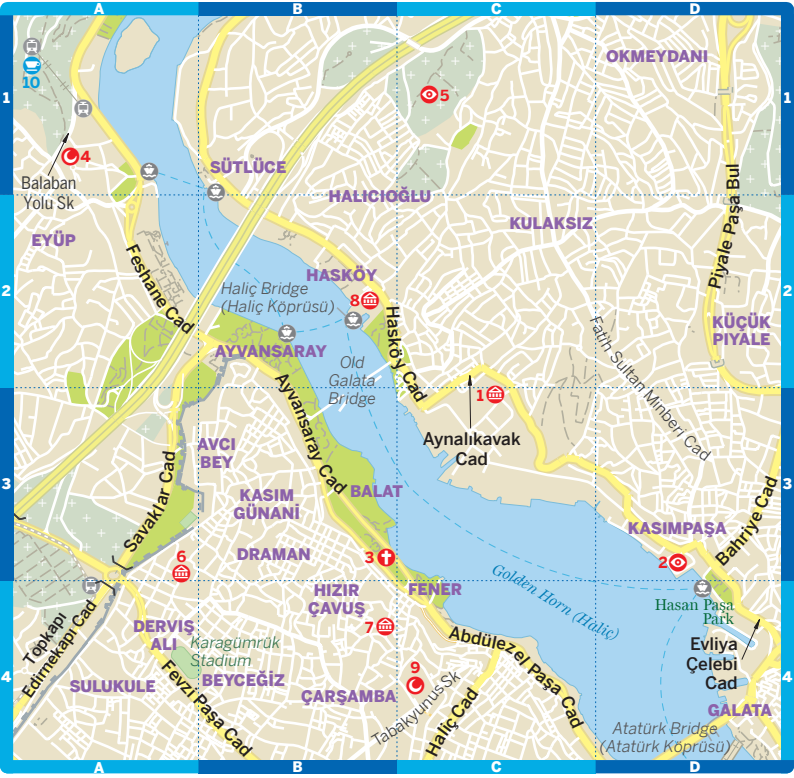 A
B
C
D
1
1
OKMEYDANI
10
5
4
SÜTLÜCE
Balaban
Yolu Sk
HALICIOĞLU
Piyale Paşa Bul
KULAKSIZ
EYÜP
Feshane Cad
HASKÖY
2
2
Haliç Bridge
(Haliç Köprüsü)
8
Hasköy Cad
KÜÇÜK
PIYALE
AYVANSARAY
Old
Galata
Bridge
Fatih Sultan Minberi Cad
Ayvansaray Cad
1
AVCI
BEY
Aynalıkavak
Cad
3
3
Savaklar Cad
BALAT
KASIM
GÜNANİ
KASIMPAŞA
Bahriye Cad
DRAMAN
3
6
2
Golden Horn (Haliç)
HIZIR
ÇAVUŞ
FENER
Hasan Paşa
Park
Topkapı
Edirnekapı Cad
DERVIŞ
ALI
7
Karagümrük
Stadium
Abdülezel Paşa Cad
Evliya
Çelebi
Cad
4
4
SULUKULE
Fevzi Paşa Cad
BEYCEĞİZ
9
ÇARŞAMBA
Tabakyunus Sk
Haliç Cad
GALATA
Atatürk Bridge
(Atatürk Köprüsü)
A
B
C
D